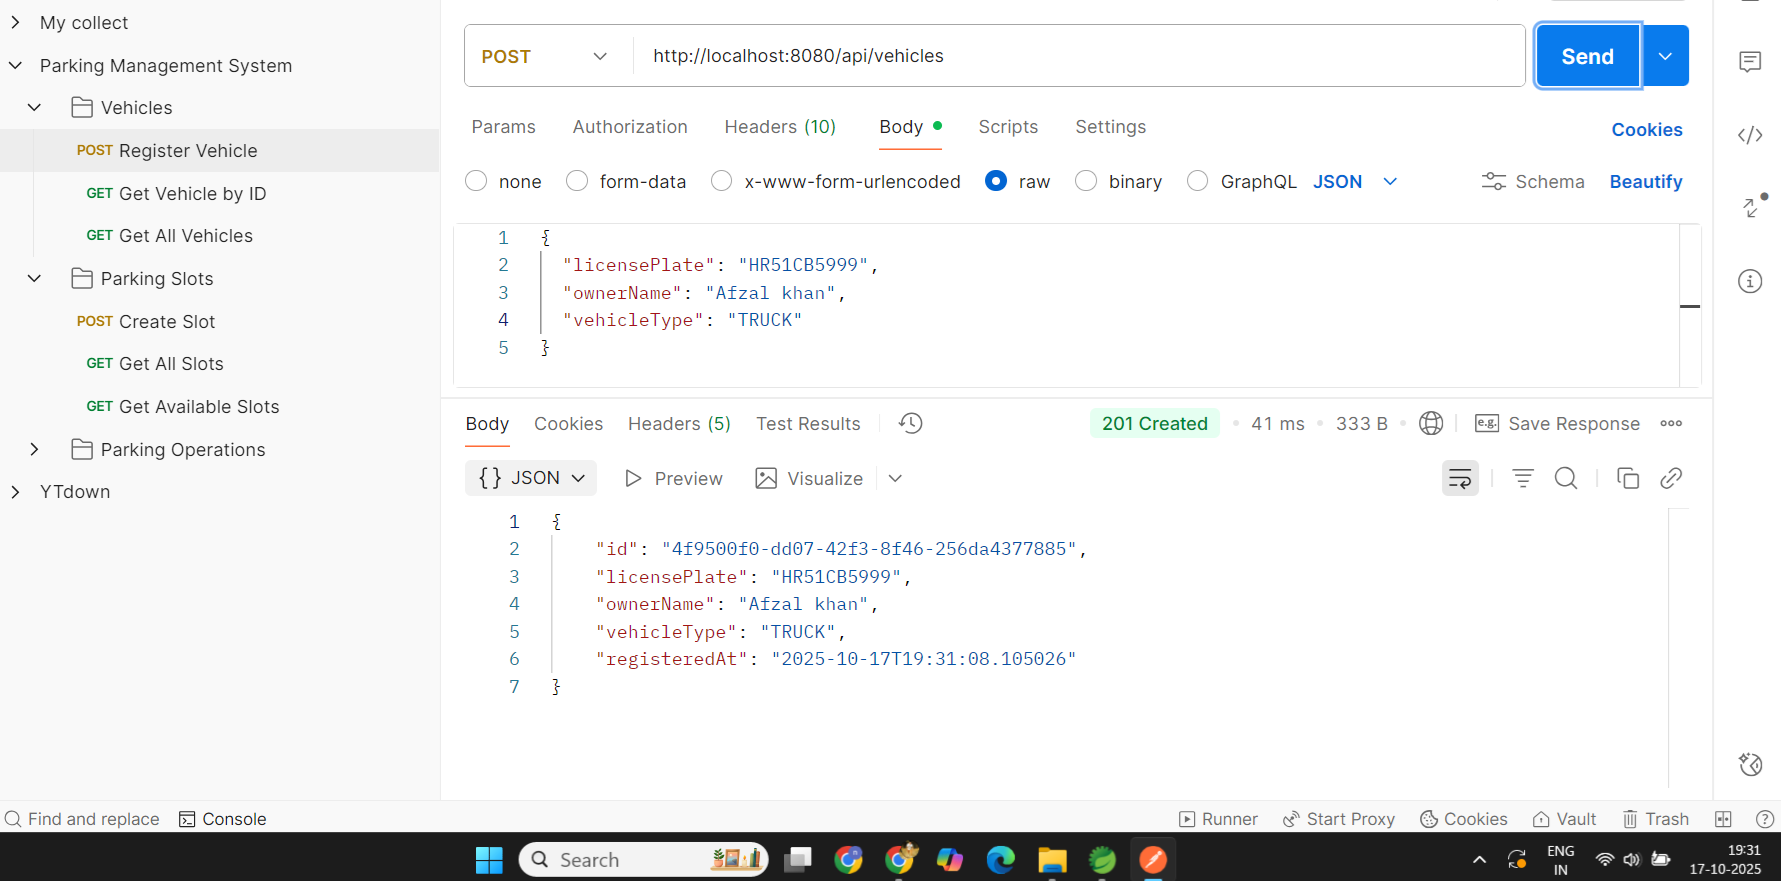 My collect
Parking Management System
Vehicles
POST Register Vehicle
GET Get Vehicle by ID
GET Get All Vehicles
Parking Slots
POST Create Slot
GET Get All Slots
GET Get Available Slots
Parking Operations
YTdown
POST http://localhost:8080/api/vehicles Send
Params Authorization Headers (10) Body Scripts Settings Cookies
none form-data x-www-form-urlencoded raw binary GraphQL JSON Schema Beautify
1 {
2 "licensePlate": "HR51CB5999",
3 "ownerName": "Afzal khan",
4 "vehicleType": "TRUCK"
5 }
Body Cookies Headers (5) Test Results 201 Created • 41 ms • 333 B • e.g. Save Response
{} JSON Preview Visualize
1 {
2 "id": "4f9500f0-dd07-42f3-8f46-256da4377885",
3 "licensePlate": "HR51CB5999",
4 "ownerName": "Afzal khan",
5 "vehicleType": "TRUCK",
6 "registeredAt": "2025-10-17T19:31:08.105026"
7 }
Find and replace Console Runner Start Proxy Cookies Vault Trash
Search ENG 19:31
IN 17-10-2025